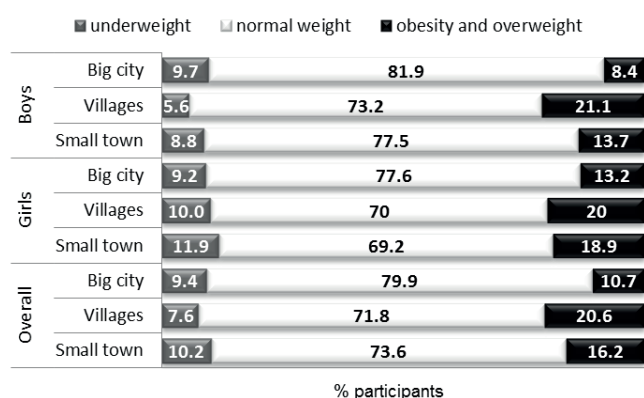 underweight normal weight obesity and overweight
Boys
Big city 9.7 81.9 8.4
Villages 5.6 73.2 21.1
Small town 8.8 77.5 13.7
Girls
Big city 9.2 77.6 13.2
Villages 10.0 70 20
Small town 11.9 69.2 18.9
Overall
Big city 9.4 79.9 10.7
Villages 7.6 71.8 20.6
Small town 10.2 73.6 16.2
% participants